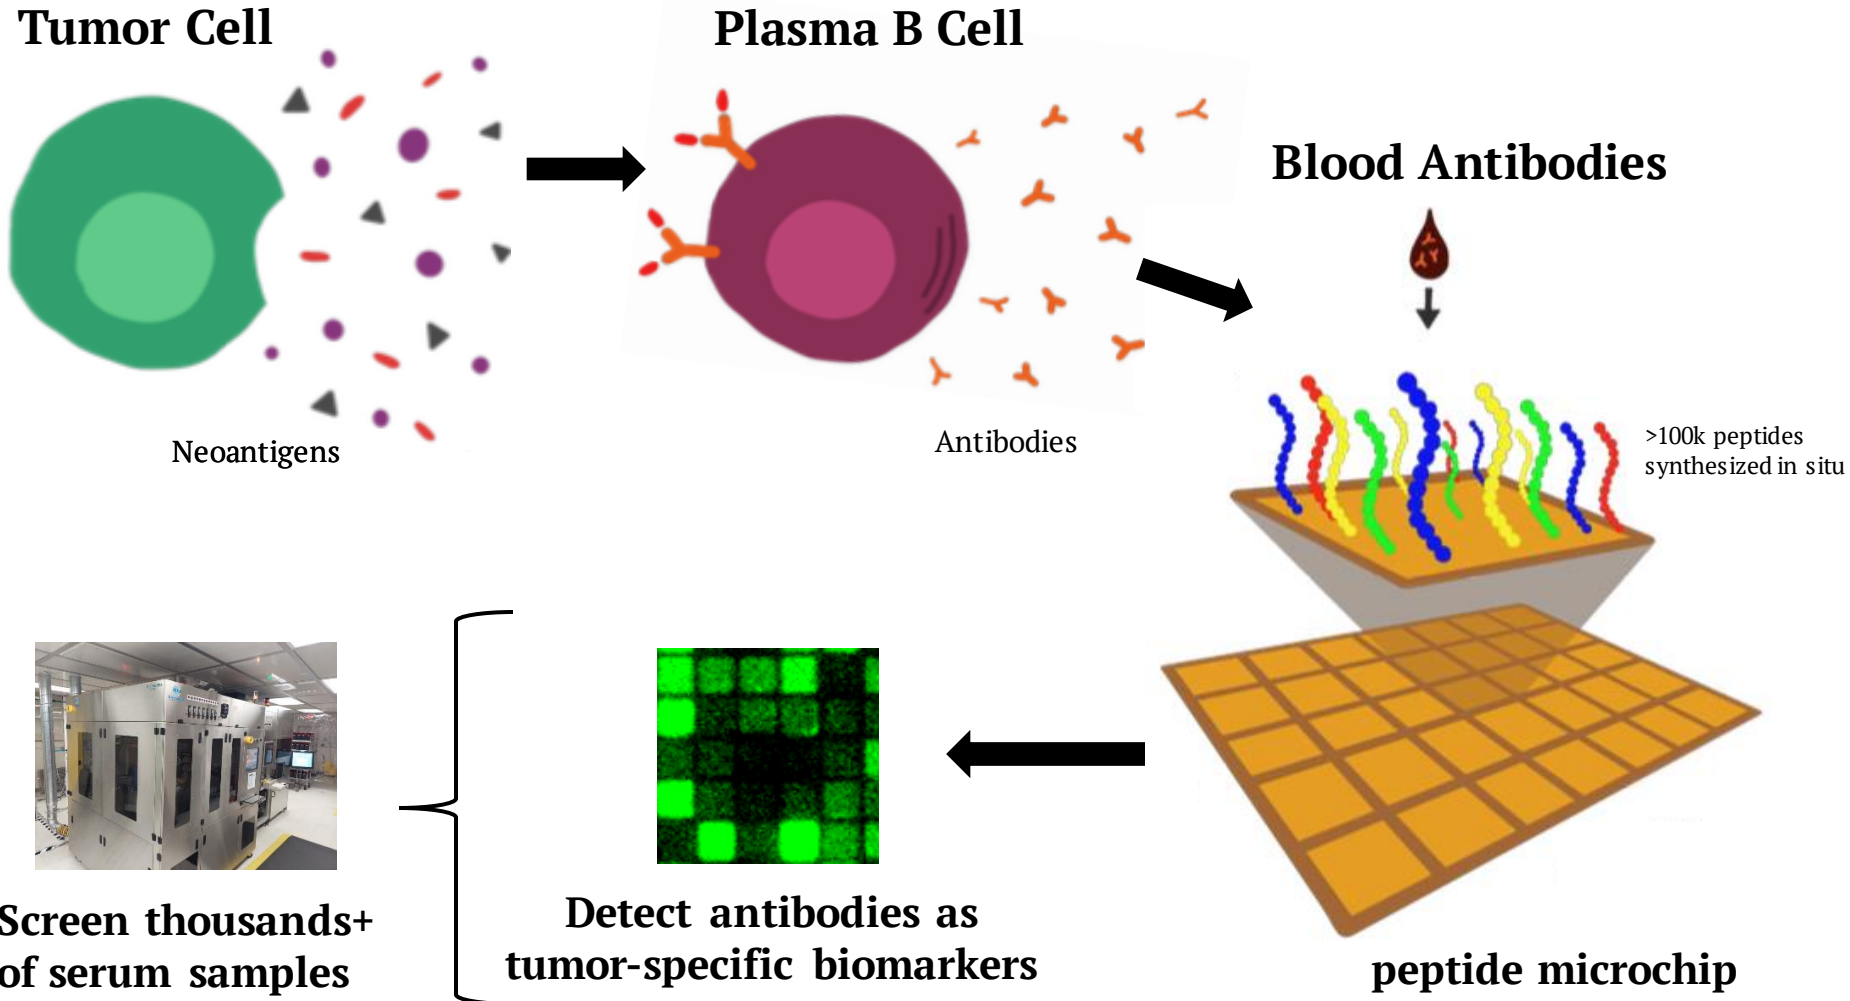 Tumor Cell
Plasma B Cell
Blood Antibodies
Neoantigens
Antibodies
>100k peptides
synthesized in situ
Screen thousands+
of serum samples
Detect antibodies as
tumor-specific biomarkers
peptide microchip